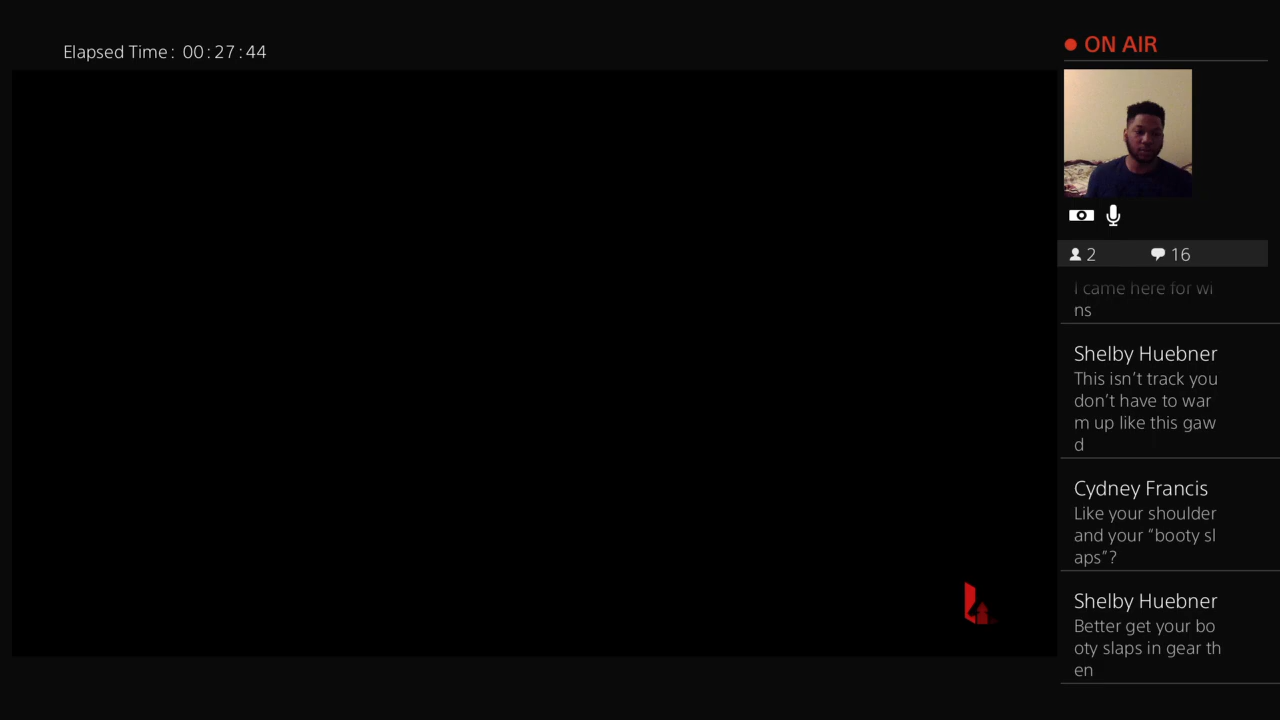 Elapsed Time: 00:27:44
ON AIR
2 16
I came here for wi
ns
Shelby Huebner
This isn't track you
don't have to war
m up like this gaw
d
Cydney Francis
Like your shoulder
and your “booty sl
aps”?
Shelby Huebner
Better get your bo
oty slaps in gear th
en